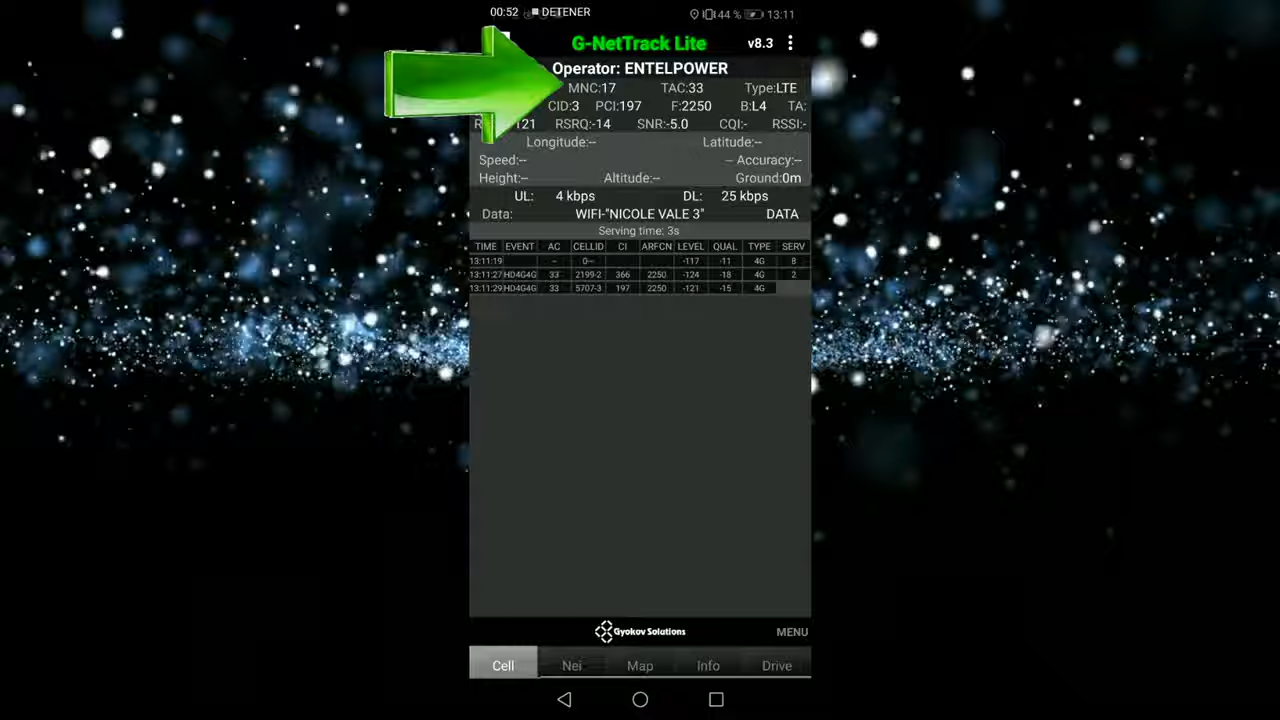 00:52 DETENER 44 % 13:11
G-NetTrack Lite v8.3
Operator: ENTELPOWER
MNC:17 TAC:33 Type:LTE
CID:3 PCI:197 F:2250 B:L4 TA:
121 RSRQ:-14 SNR:-5.0 CQI:- RSSI:-
Longitude:-- Latitude:--
Speed:-- -- Accuracy:--
Height:-- Altitude:-- Ground:0m
UL: 4 kbps DL: 25 kbps
Data: WIFI-"NICOLE VALE 3" DATA
Serving time: 3s
TIME EVENT AC CELLID CI ARFCN LEVEL QUAL TYPE SERV
13:11:19 -- 0-- -117 -11 4G 8
13:11:27 HD4G4G 33 2199-2 366 2250 -124 -18 4G 2
13:11:29 HD4G4G 33 5707-3 197 2250 -121 -15 4G
Gyokov Solutions MENU
Cell Nei Map Info Drive